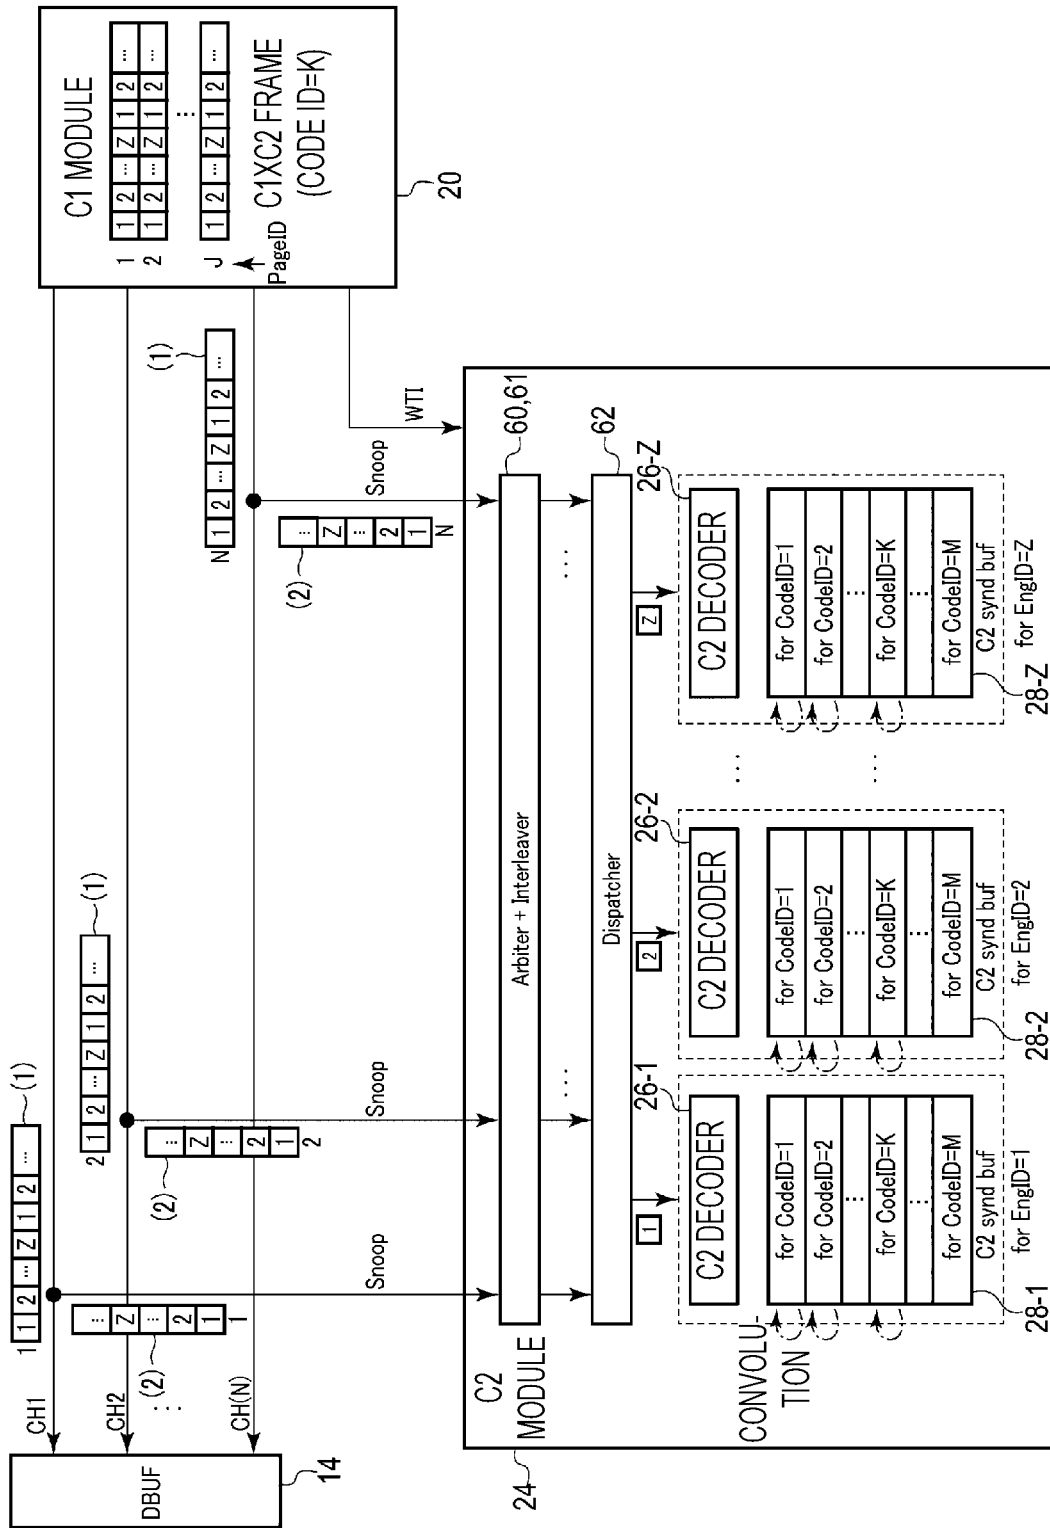 DBUF
14
CH1
CH2
⋮
CH(N)
1 1 2 ... Z 1 2 ...
(1)
2 1 2 ... Z 1 2 ...
(1)
N 1 2 ... Z 1 2 ...
(1)
C1 MODULE
1 1 2 ... Z 1 2 ...
2 1 2 ... Z 1 2 ...
⋮
J 1 2 ... Z 1 2 ...
PageID
C1XC2 FRAME
(CODE ID=K)
20
... Z ... 2 1 1
(2)
... Z ... 2 1 2
(2)
... Z ... 2 1 N
(2)
Snoop
Snoop
Snoop
WTI
C2
MODULE
24
Arbiter + Interleaver
60,61
... ...
Dispatcher
62
1
2
Z
26-1
C2 DECODER
for CodeID=1
for CodeID=2
...
for CodeID=K
...
for CodeID=M
C2 synd buf
for EngID=1
28-1
CONVOLU-
TION
26-2
C2 DECODER
for CodeID=1
for CodeID=2
...
for CodeID=K
...
for CodeID=M
C2 synd buf
for EngID=2
28-2
...
...
26-Z
C2 DECODER
for CodeID=1
for CodeID=2
...
for CodeID=K
...
for CodeID=M
C2 synd buf
for EngID=Z
28-Z